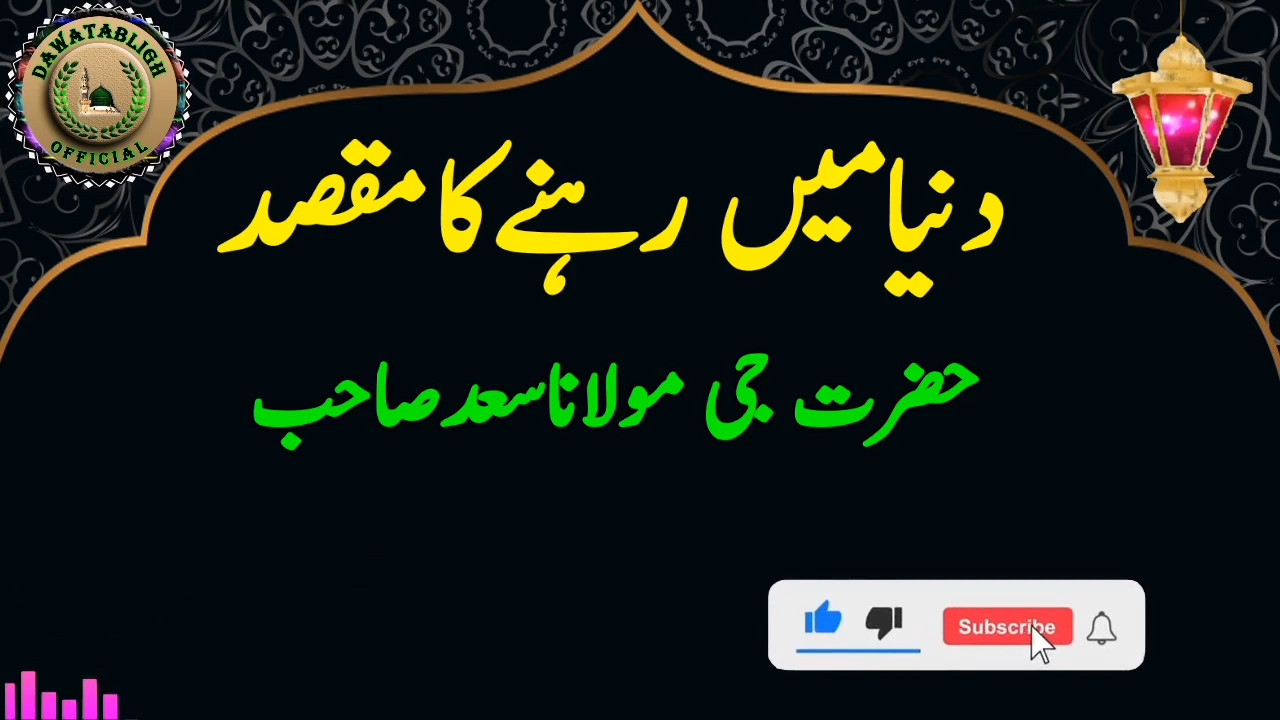 DAWATABLIGH
OFFICIAL
دنیا میں رہنے کا مقصد
حضرت جی مولانا سعد صاحب
Subscribe